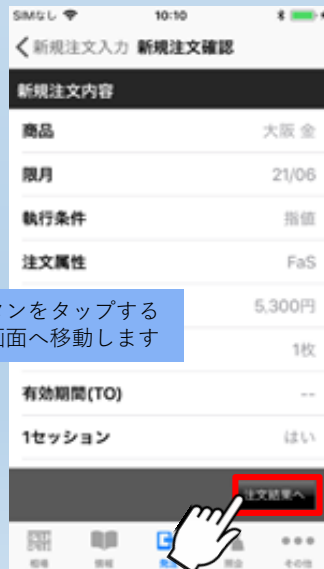 SIMなし 10:10
新規注文入力 新規注文確認
新規注文内容
商品 大阪 金
限月 21/06
執行条件 指値
注文属性 FaS
ンをタップする 5,300円
画面へ移動します
1枚
有効期間(TO) --
1セッション はい
注文結果へ
相場 情報 発注 照会 その他